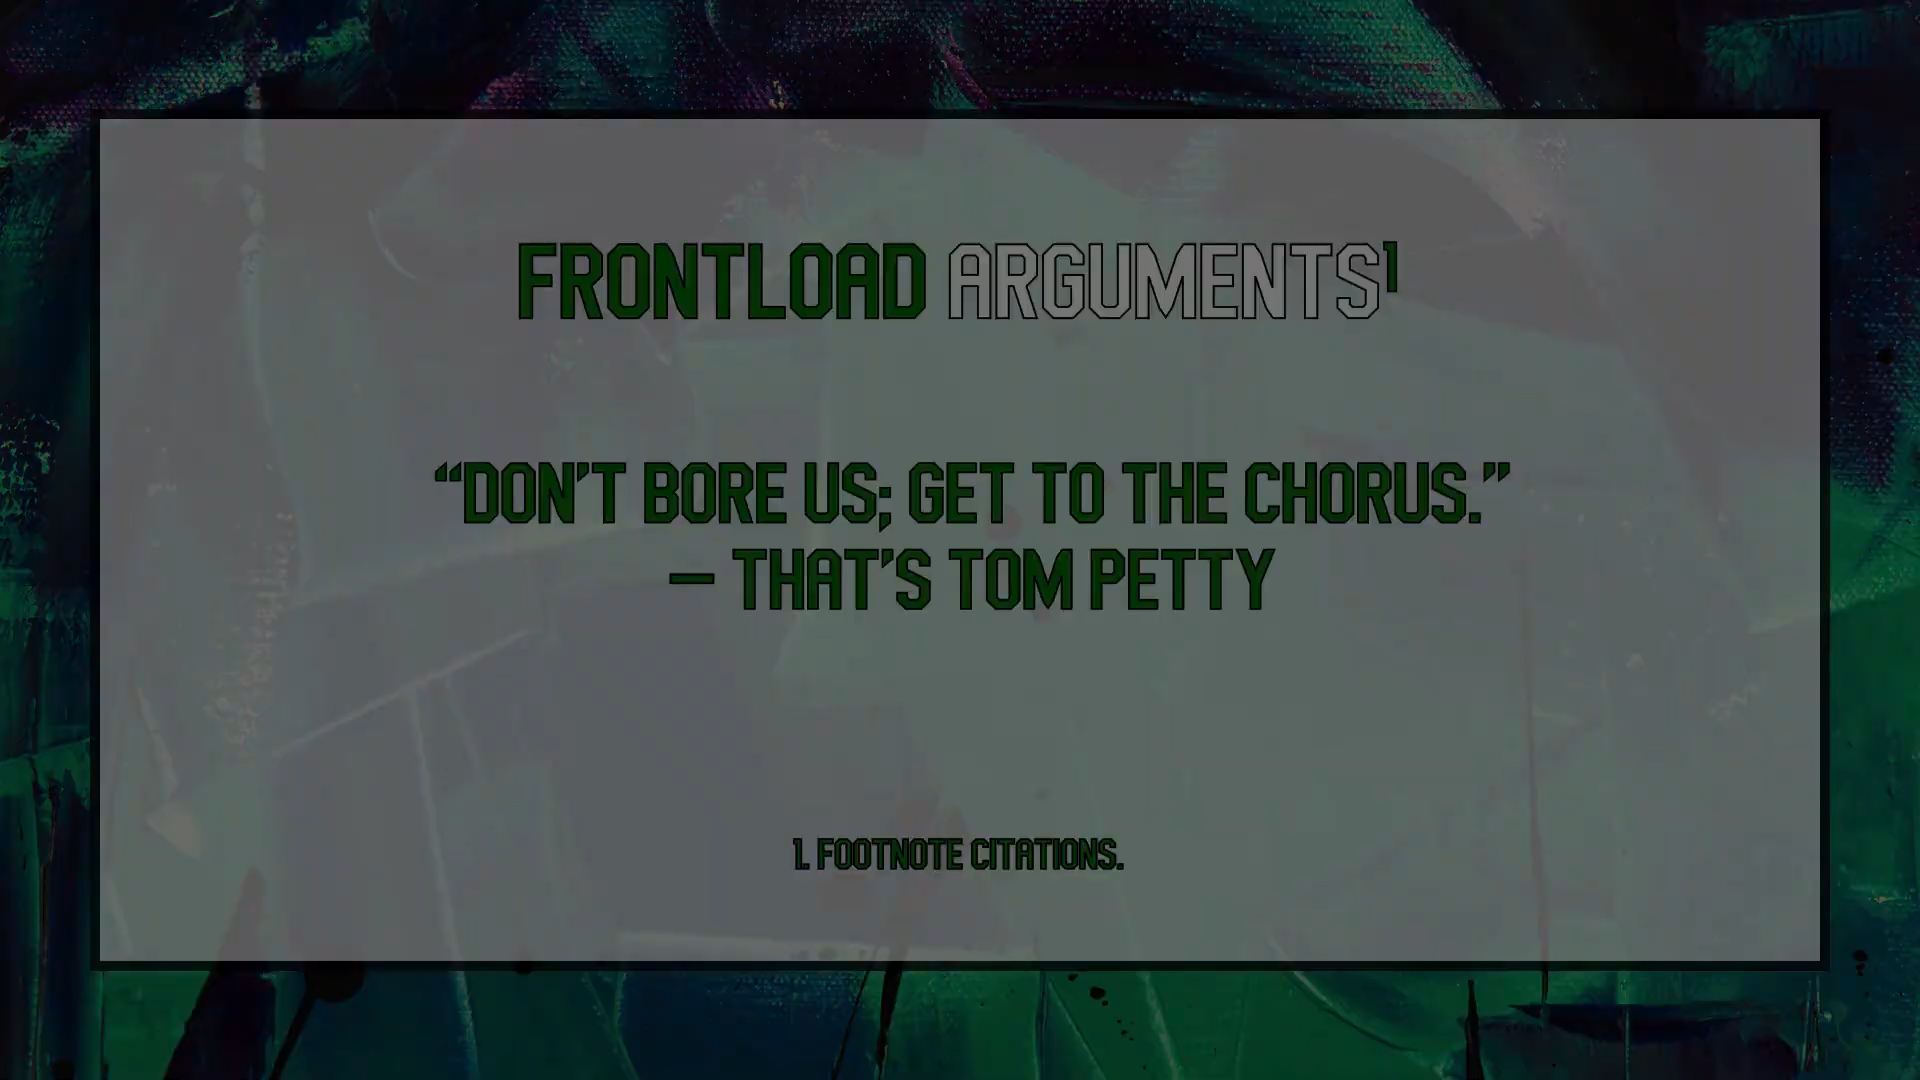 FRONTLOAD ARGUMENTS¹
“DON’T BORE US; GET TO THE CHORUS.”
– THAT’S TOM PETTY
1. FOOTNOTE CITATIONS.